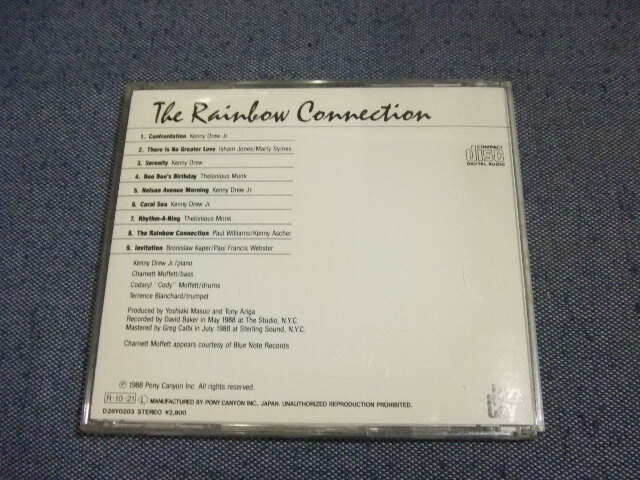 The Rainbow Connection
1. Confrontation Kenny Drew Jr.
2. There Is No Greater Love Isham Jones/Marty Symes
3. Serenity Kenny Drew
4. Boo Boo's Birthday Thelonious Monk
5. Nelson Avenue Morning Kenny Drew Jr.
6. Coral Sea Kenny Drew Jr.
7. Rhythm-A-Ning Thelonious Monk
8. The Rainbow Connection Paul Williams/Kenny Ascher
9. Invitation Bronislaw Kaper/Paul Francis Webster
COMPACT
disc
DIGITAL AUDIO
Kenny Drew Jr./piano
Charnett Moffett/bass
Codaryl "Cody" Moffett/drums
Terrence Blanchard/trumpet
Produced by Yoshiaki Masuo and Tony Ariga
Recorded by David Baker in May 1988 at The Studio, N.Y.C.
Mastered by Greg Calbi in July 1988 at Sterling Sound, N.Y.C.
Charnett Moffett appears courtesy of Blue Note Records
Ⓟ 1988 Pony Canyon Inc. All rights reserved.
R·10·21 Ⓛ MANUFACTURED BY PONY CANYON INC., JAPAN. UNAUTHORIZED REPRODUCTION PROHIBITED.
D28Y0203 STEREO ¥2,800